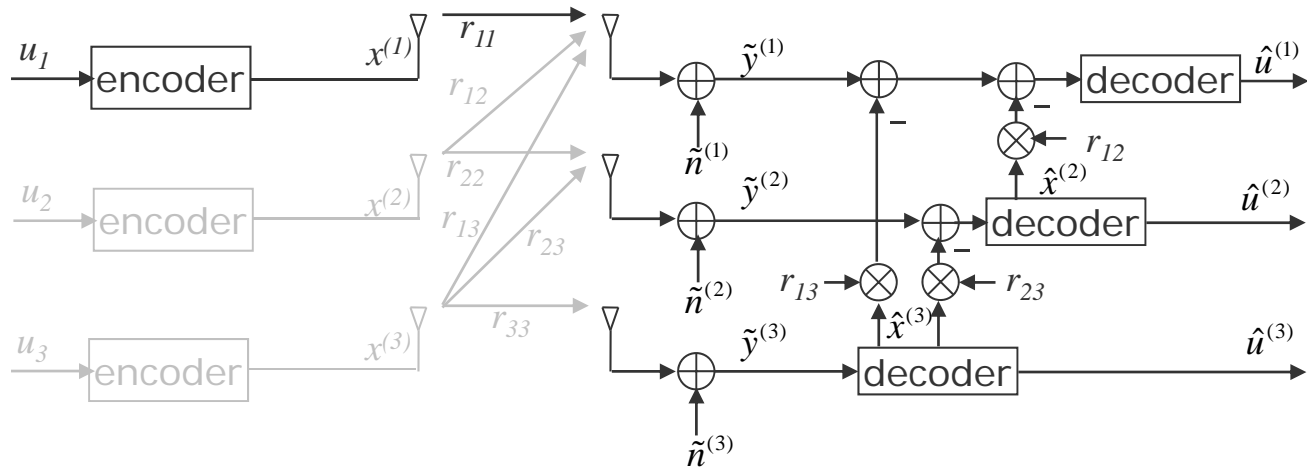 u₁ encoder x⁽¹⁾ r₁₁ ỹ⁽¹⁾ decoder û⁽¹⁾
r₁₂ ñ⁽¹⁾ − − r₁₂
u₂ encoder x⁽²⁾ r₂₂ ỹ⁽²⁾ x̂⁽²⁾ decoder û⁽²⁾
r₁₃ r₂₃ ñ⁽²⁾ r₁₃ − r₂₃
u₃ encoder x⁽³⁾ r₃₃ ỹ⁽³⁾ x̂⁽³⁾ decoder û⁽³⁾
ñ⁽³⁾